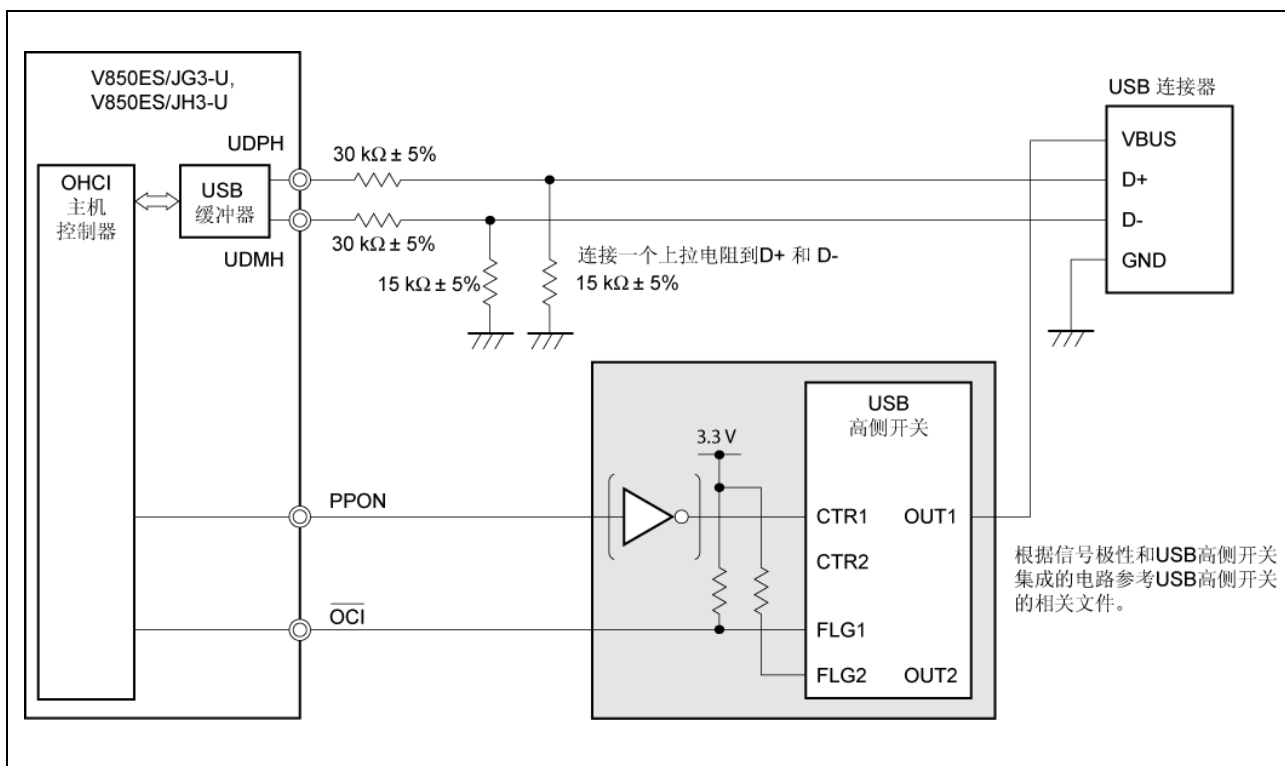 V850ES/JG3-U,
V850ES/JH3-U
UDPH
OHCI
主机
控制器
USB
缓冲器
UDMH
30 kΩ ± 5%
30 kΩ ± 5%
15 kΩ ± 5%
连接一个上拉电阻到D+ 和 D-
15 kΩ ± 5%
USB 连接器
VBUS
D+
D-
GND
USB
高侧开关
3.3 V
PPON
CTR1
OUT1
CTR2
OCI
FLG1
FLG2
OUT2
根据信号极性和USB高侧开关
集成的电路参考USB高侧开关
的相关文件。